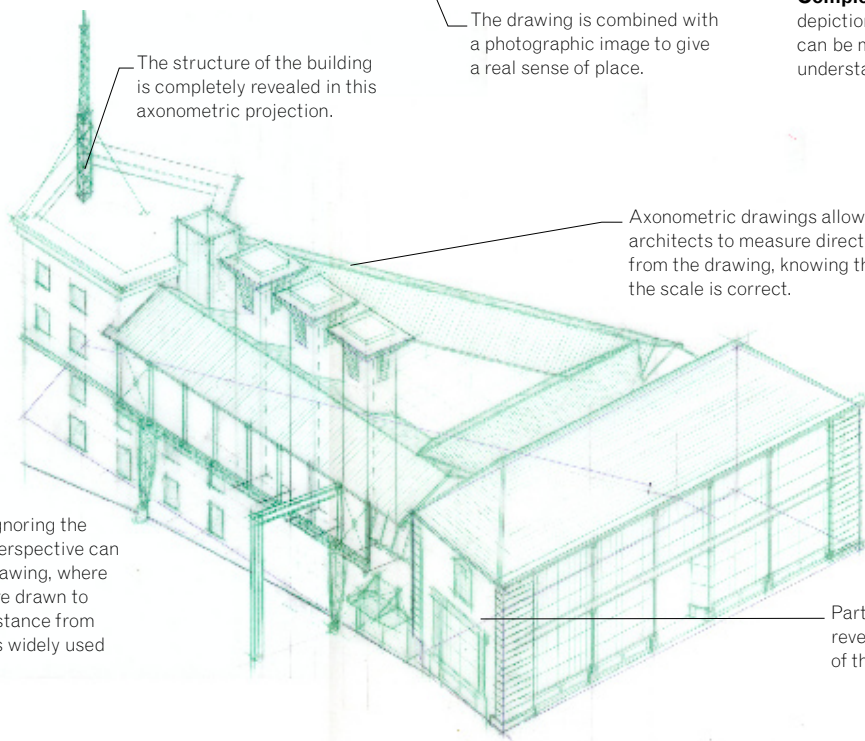 The drawing is combined with
a photographic image to give
a real sense of place.
depiction
can be m
understa
The structure of the building
is completely revealed in this
axonometric projection.
Axonometric drawings allow
architects to measure direct
from the drawing, knowing th
the scale is correct.
gnoring the
erspective can
awing, where
e drawn to
stance from
s widely used
Part
reve
of th